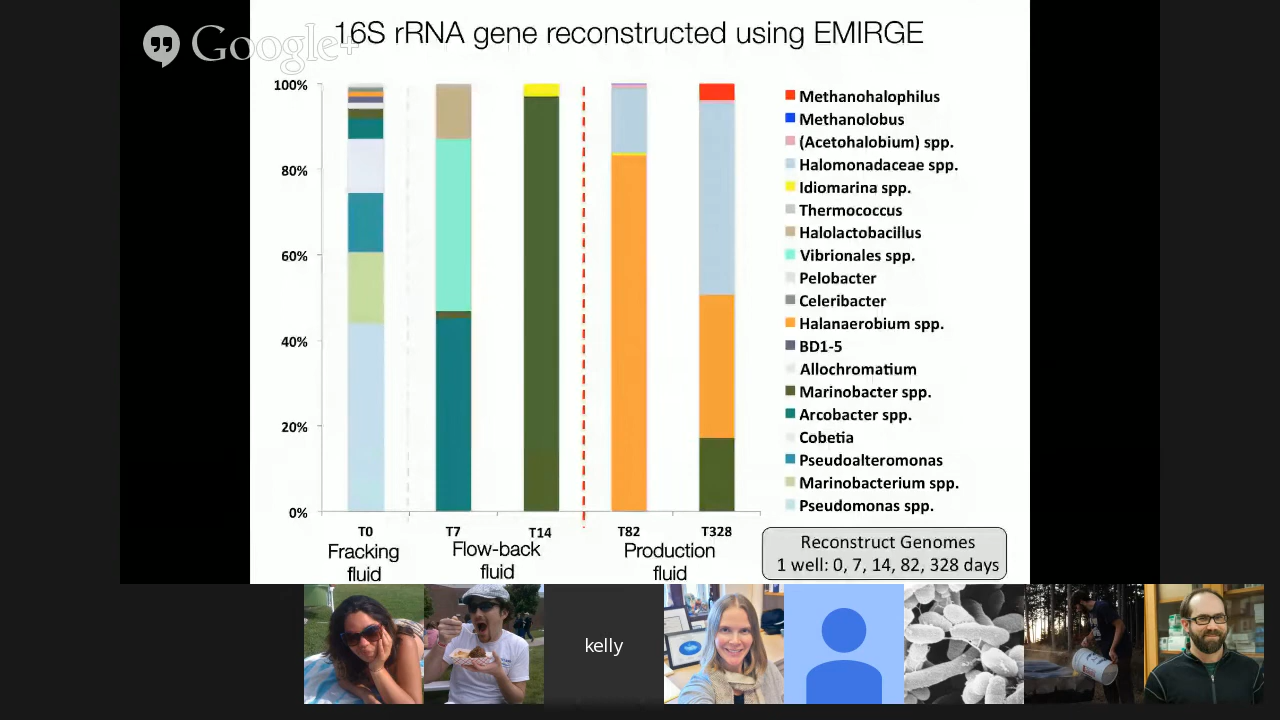 16S rRNA gene reconstructed using EMIRGE
Google+
100%
80%
60%
40%
20%
0%
T0
T7
T14
T82
T328
Fracking
fluid
Flow-back
fluid
Production
fluid
Methanohalophilus
Methanolobus
(Acetohalobium) spp.
Halomonadaceae spp.
Idiomarina spp.
Thermococcus
Halolactobacillus
Vibrionales spp.
Pelobacter
Celeribacter
Halanaerobium spp.
BD1-5
Allochromatium
Marinobacter spp.
Arcobacter spp.
Cobetia
Pseudoalteromonas
Marinobacterium spp.
Pseudomonas spp.
Reconstruct Genomes
1 well: 0, 7, 14, 82, 328 days
kelly